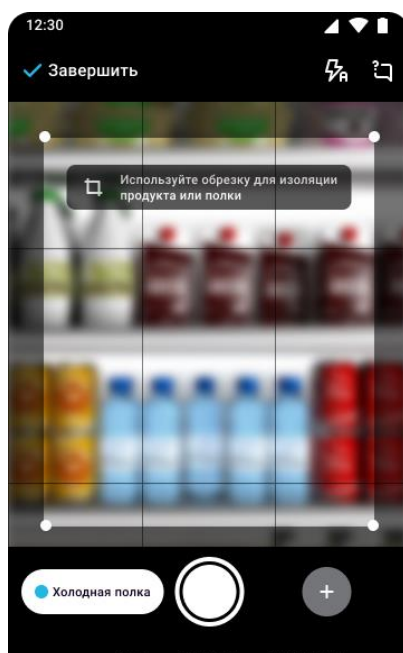 12:30
Завершить
Используйте обрезку для изоляции
продукта или полки
Холодная полка